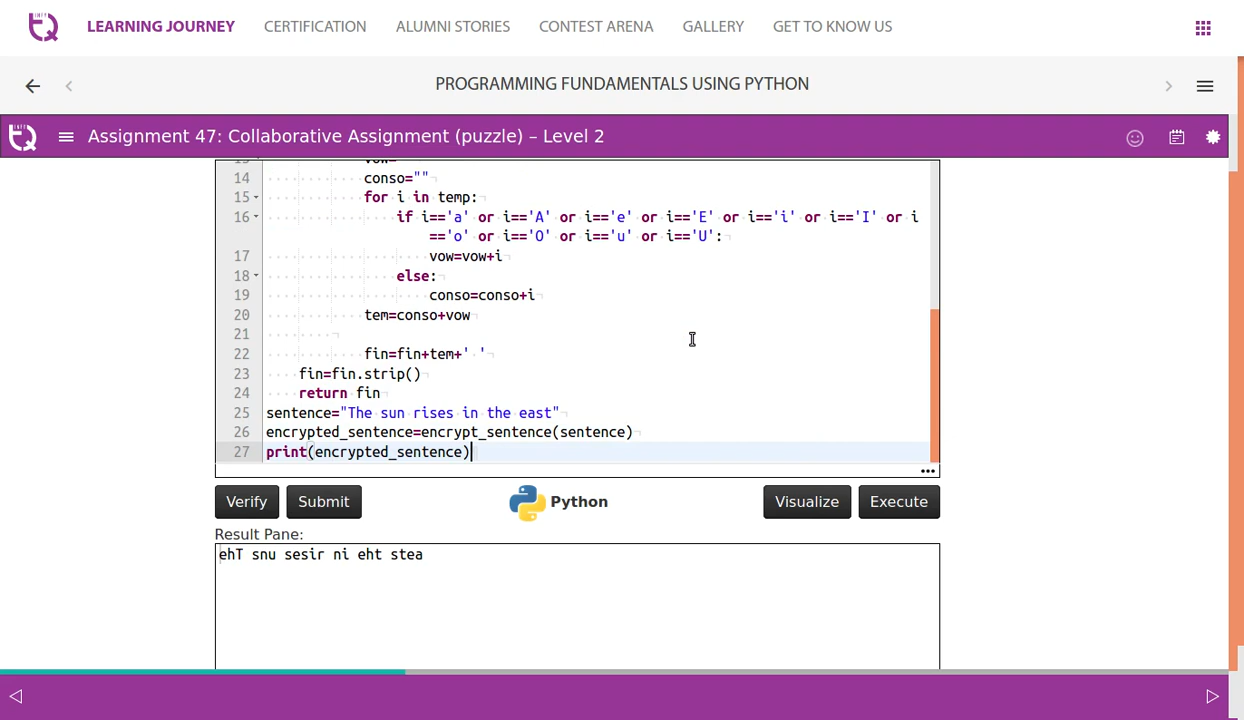 LEARNING JOURNEY CERTIFICATION ALUMNI STORIES CONTEST ARENA GALLERY GET TO KNOW US
PROGRAMMING FUNDAMENTALS USING PYTHON
Assignment 47: Collaborative Assignment (puzzle) – Level 2
14 conso=""
15 for i in temp:
16 if i=='a' or i=='A' or i=='e' or i=='E' or i=='i' or i=='I' or i
=='o' or i=='O' or i=='u' or i=='U':
17 vow=vow+i
18 else:
19 conso=conso+i
20 tem=conso+vow
21
22 fin=fin+tem+' '
23 fin=fin.strip()
24 return fin
25 sentence="The sun rises in the east"
26 encrypted_sentence=encrypt_sentence(sentence)
27 print(encrypted_sentence)
Verify Submit Python Visualize Execute
Result Pane:
ehT snu sesir ni eht stea